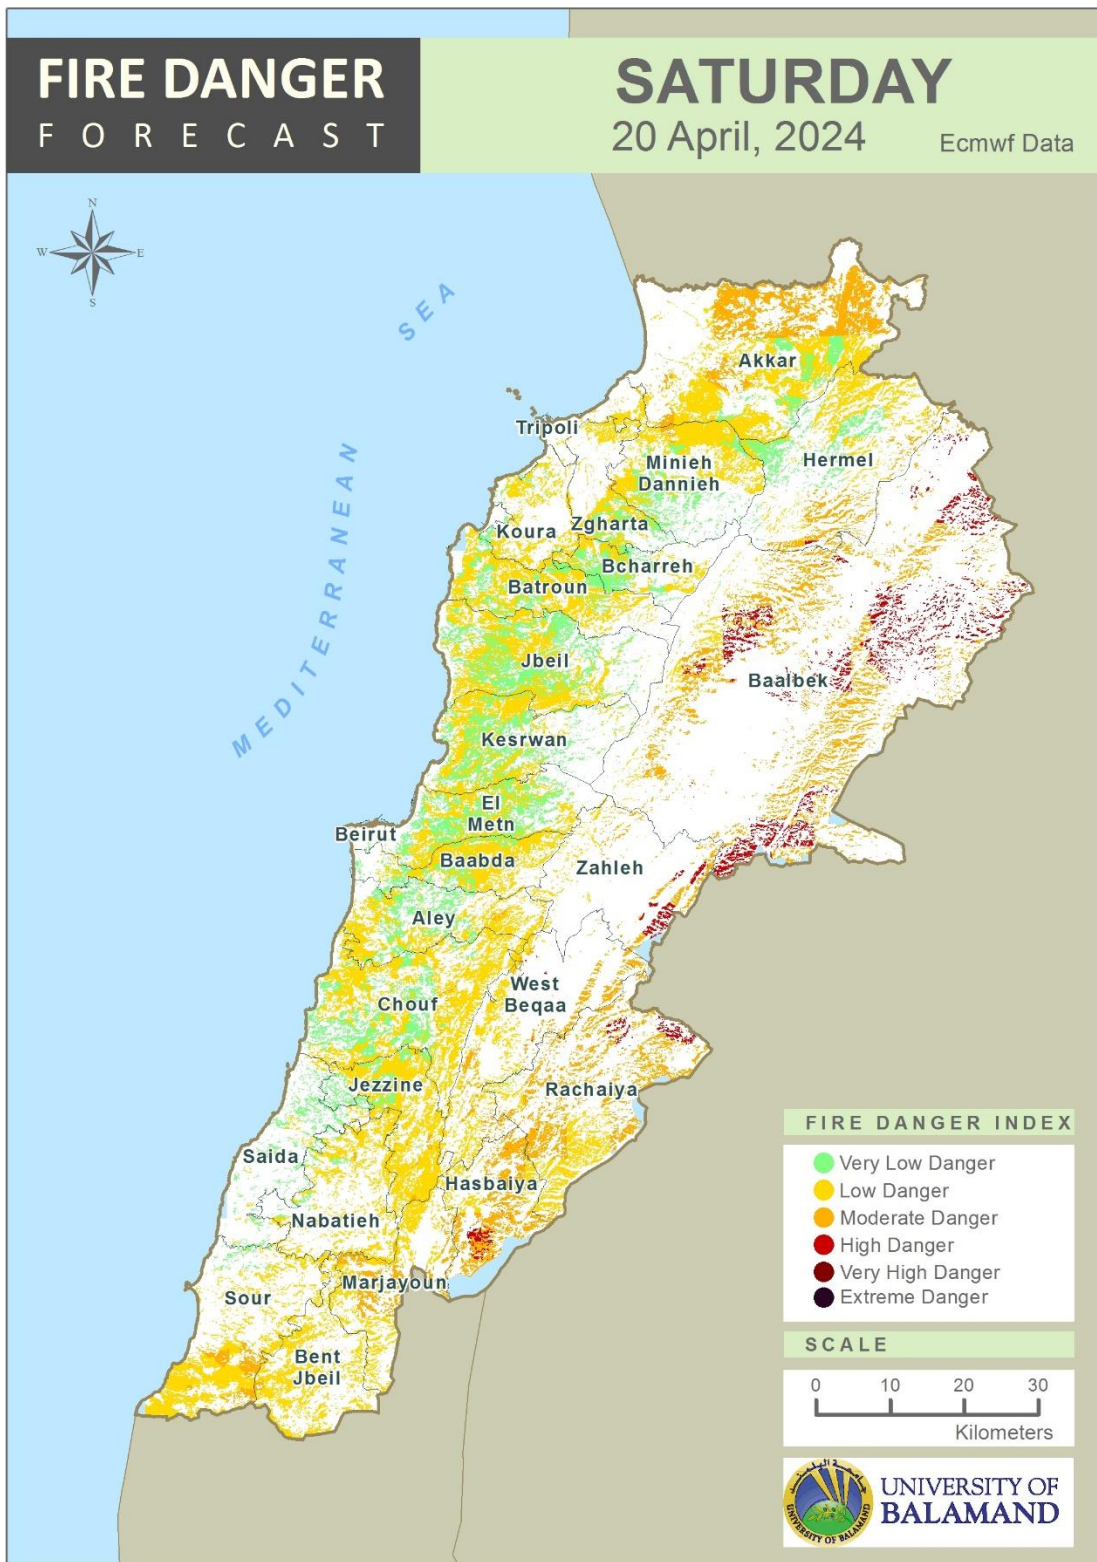 FIRE DANGER
FORECAST
SATURDAY
20 April, 2024
Ecmwf Data
N
W
E
S
MEDITERRANEAN SEA
Akkar
Tripoli
Minieh
Dannieh
Hermel
Koura
Zgharta
Bcharreh
Batroun
Jbeil
Baalbek
Kesrwan
El
Metn
Beirut
Baabda
Zahleh
Aley
West
Beqaa
Chouf
Jezzine
Rachaiya
Saida
Hasbaiya
Nabatieh
Marjayoun
Sour
Bent
Jbeil
FIRE DANGER INDEX
Very Low Danger
Low Danger
Moderate Danger
High Danger
Very High Danger
Extreme Danger
SCALE
0 10 20 30
Kilometers
UNIVERSITY OF BALAMAND
UNIVERSITY OF
BALAMAND